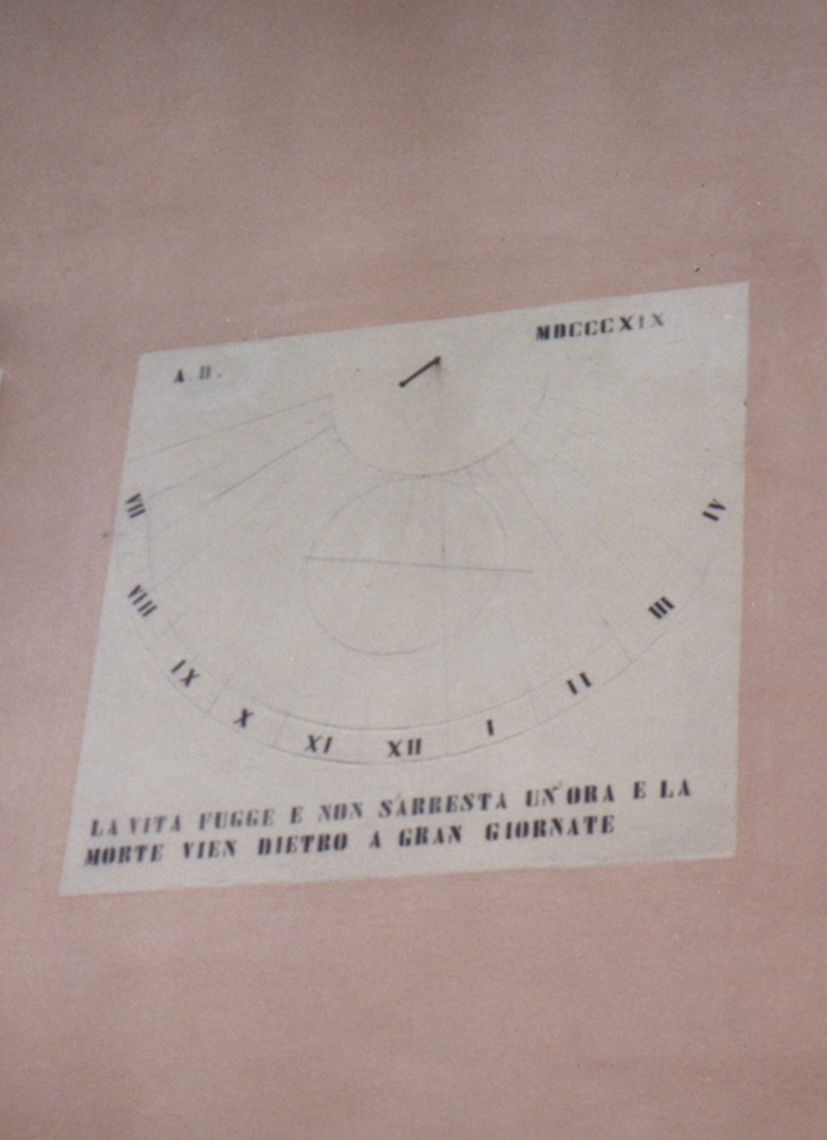 A. D. MDCCCXIX
VII
VIII
IX
X
XI
XII
I
II
III
IV
LA VITA FUGGE E NON S'ARRESTA UN' ORA E LA
MORTE VIEN DIETRO A GRAN GIORNATE